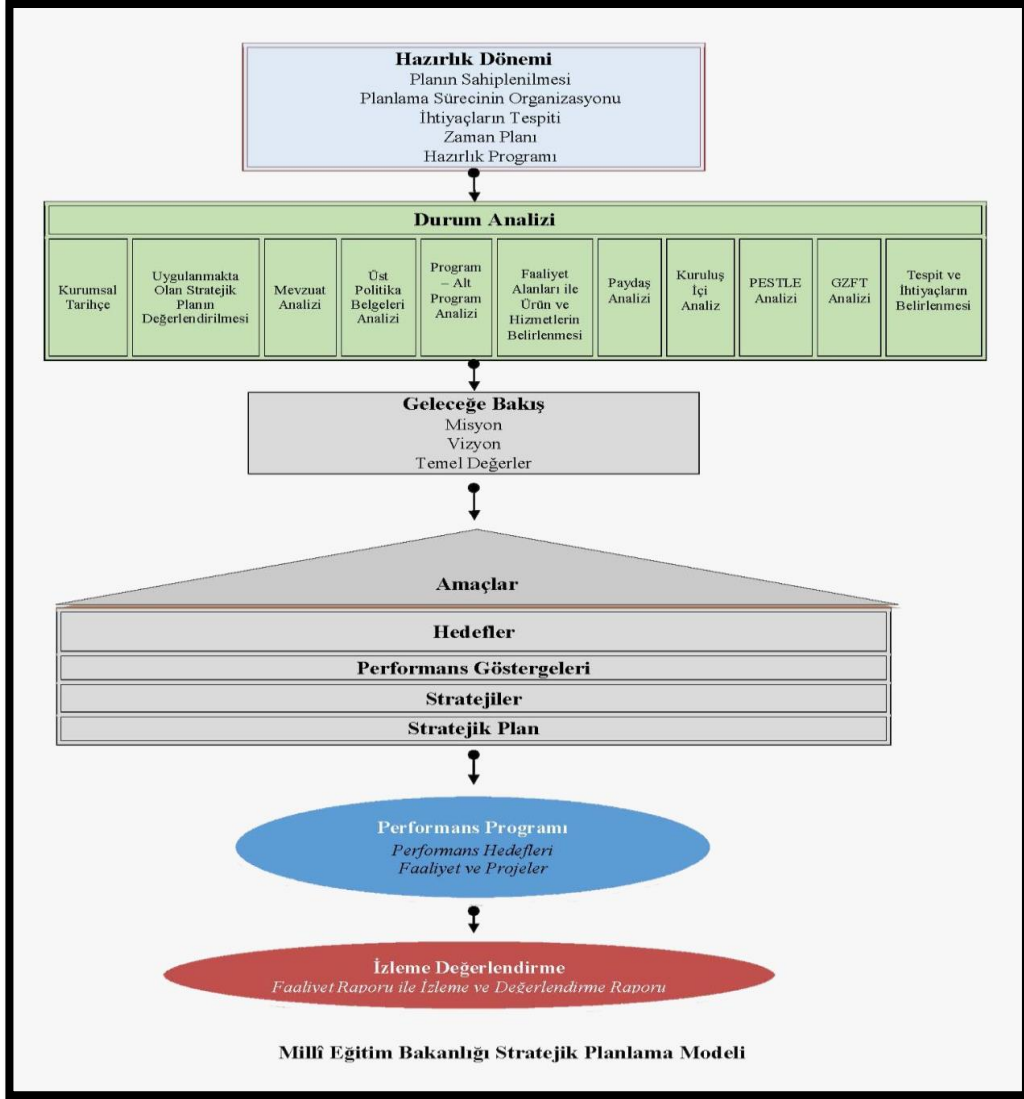 Hazırlık Dönemi
Planın Sahiplenilmesi
Planlama Sürecinin Organizasyonu
İhtiyaçların Tespiti
Zaman Planı
Hazırlık Programı
Durum Analizi
Kurumsal
Tarihçe
Uygulanmakta
Olan Stratejik
Planın
Değerlendirilmesi
Mevzuat
Analizi
Üst
Politika
Belgeleri
Analizi
Program
– Alt
Program
Analizi
Faaliyet
Alanları ile
Ürün ve
Hizmetlerin
Belirlenmesi
Paydaş
Analizi
Kuruluş
İçi
Analiz
PESTLE
Analizi
GZFT
Analizi
Tespit ve
İhtiyaçların
Belirlenmesi
Geleceğe Bakış
Misyon
Vizyon
Temel Değerler
Amaçlar
Hedefler
Performans Göstergeleri
Stratejiler
Stratejik Plan
Performans Programı
Performans Hedefleri
Faaliyet ve Projeler
İzleme Değerlendirme
Faaliyet Raporu ile İzleme ve Değerlendirme Raporu
Millî Eğitim Bakanlığı Stratejik Planlama Modeli